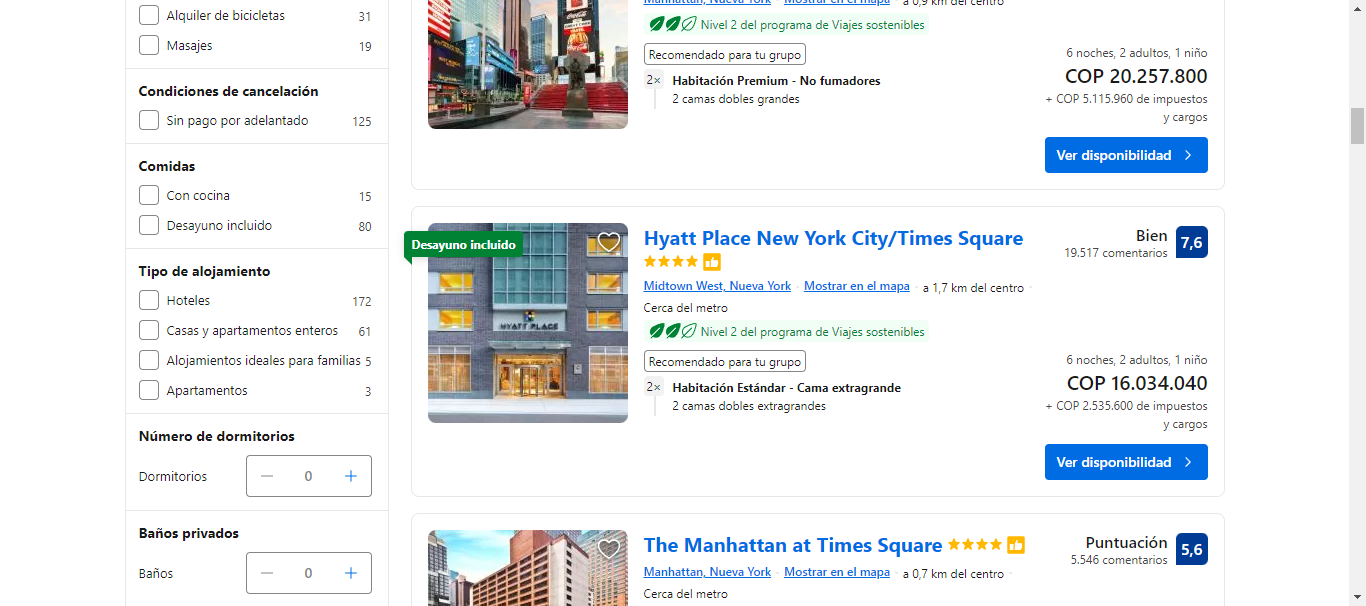 Alquiler de bicicletas 31
Masajes 19
Condiciones de cancelación
Sin pago por adelantado 125
Comidas
Con cocina 15
Desayuno incluido 80
Tipo de alojamiento
Hoteles 172
Casas y apartamentos enteros 61
Alojamientos ideales para familias 5
Apartamentos 3
Número de dormitorios
Dormitorios 0
Baños privados
Baños 0
Manhattan, Nueva York · Mostrar en el mapa · a 0,9 km del centro
Nivel 2 del programa de Viajes sostenibles
Recomendado para tu grupo
2× Habitación Premium - No fumadores
2 camas dobles grandes
6 noches, 2 adultos, 1 niño
COP 20.257.800
+ COP 5.115.960 de impuestos
y cargos
Ver disponibilidad
Desayuno incluido
HYATT PLACE
Hyatt Place New York City/Times Square
Bien 7,6
19.517 comentarios
Midtown West, Nueva York · Mostrar en el mapa · a 1,7 km del centro ·
Cerca del metro
Nivel 2 del programa de Viajes sostenibles
Recomendado para tu grupo
2× Habitación Estándar - Cama extragrande
2 camas dobles extragrandes
6 noches, 2 adultos, 1 niño
COP 16.034.040
+ COP 2.535.600 de impuestos
y cargos
Ver disponibilidad
The Manhattan at Times Square
Puntuación 5,6
5.546 comentarios
Manhattan, Nueva York · Mostrar en el mapa · a 0,7 km del centro ·
Cerca del metro